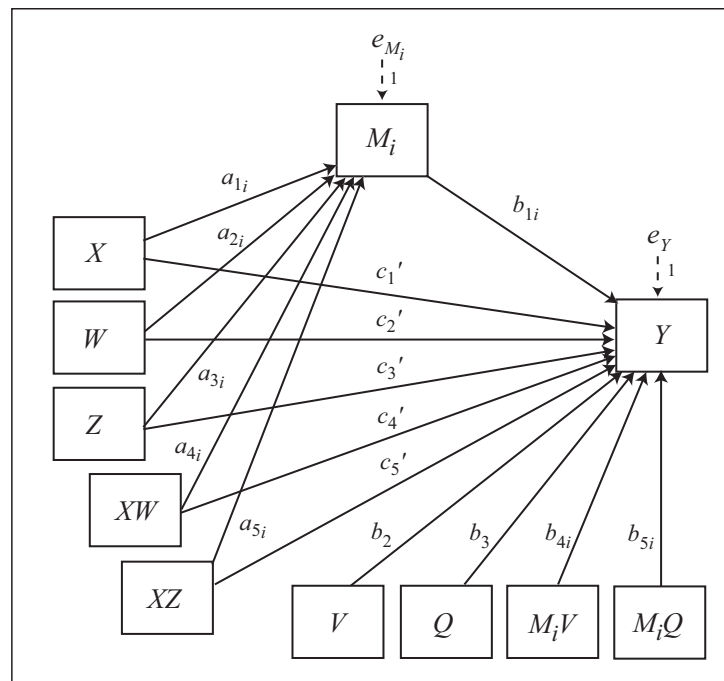 e_{M_i}
1
M_i
a_{1i}
b_{1i}
a_{2i}
X
e_Y
1
c_1′
W
c_2′
Y
a_{3i}
c_3′
Z
a_{4i}
c_4′
c_5′
XW
a_{5i}
b_2
b_3
b_{4i}
b_{5i}
XZ
V
Q
M_iV
M_iQ